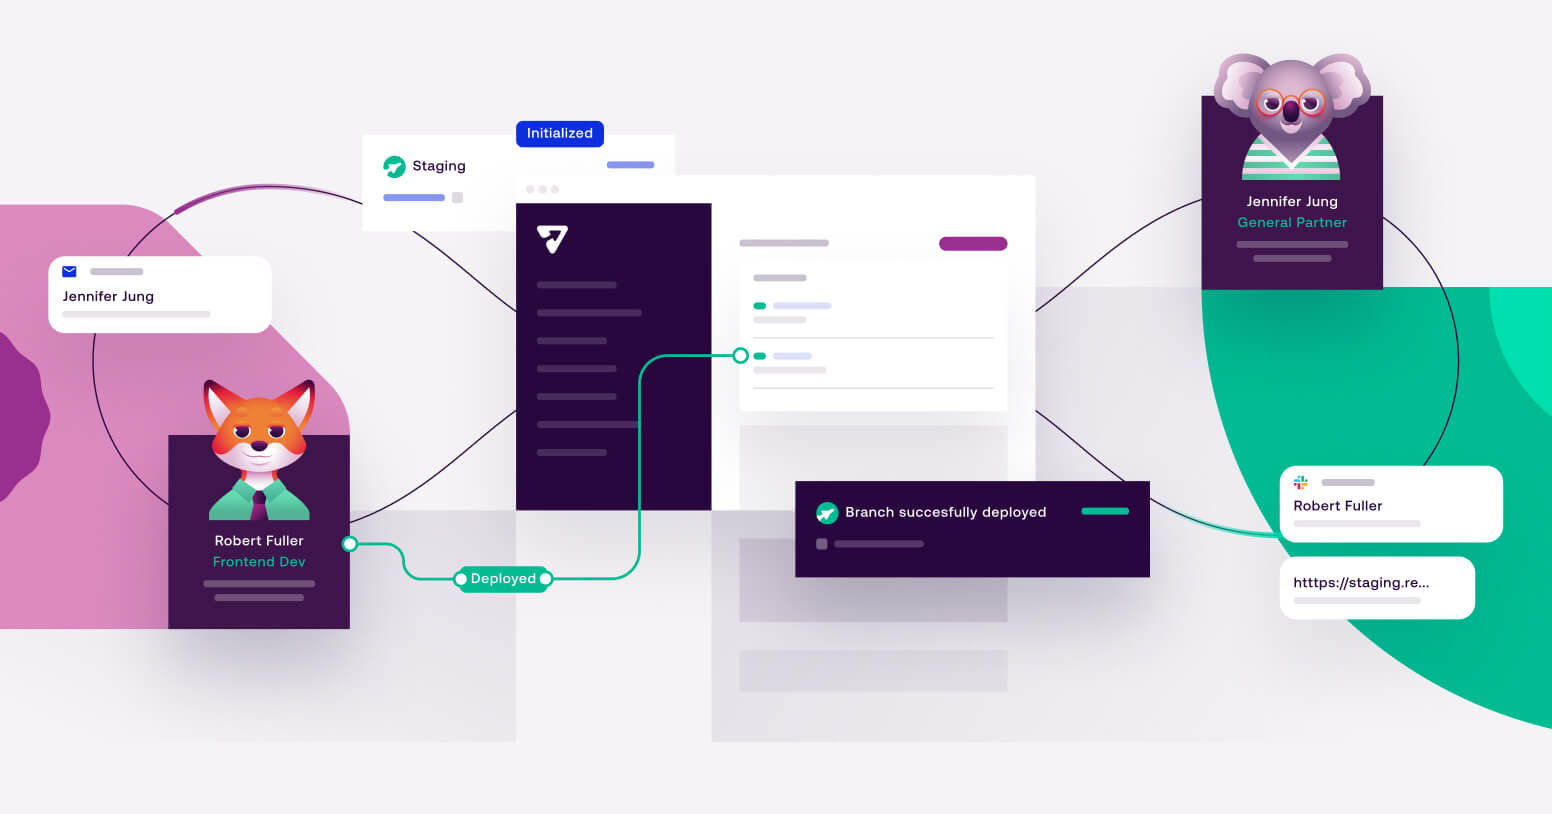 Initialized
Staging
Jennifer Jung
General Partner
Jennifer Jung
Robert Fuller
Frontend Dev
Deployed
Branch succesfully deployed
Robert Fuller
htttps://staging.re...